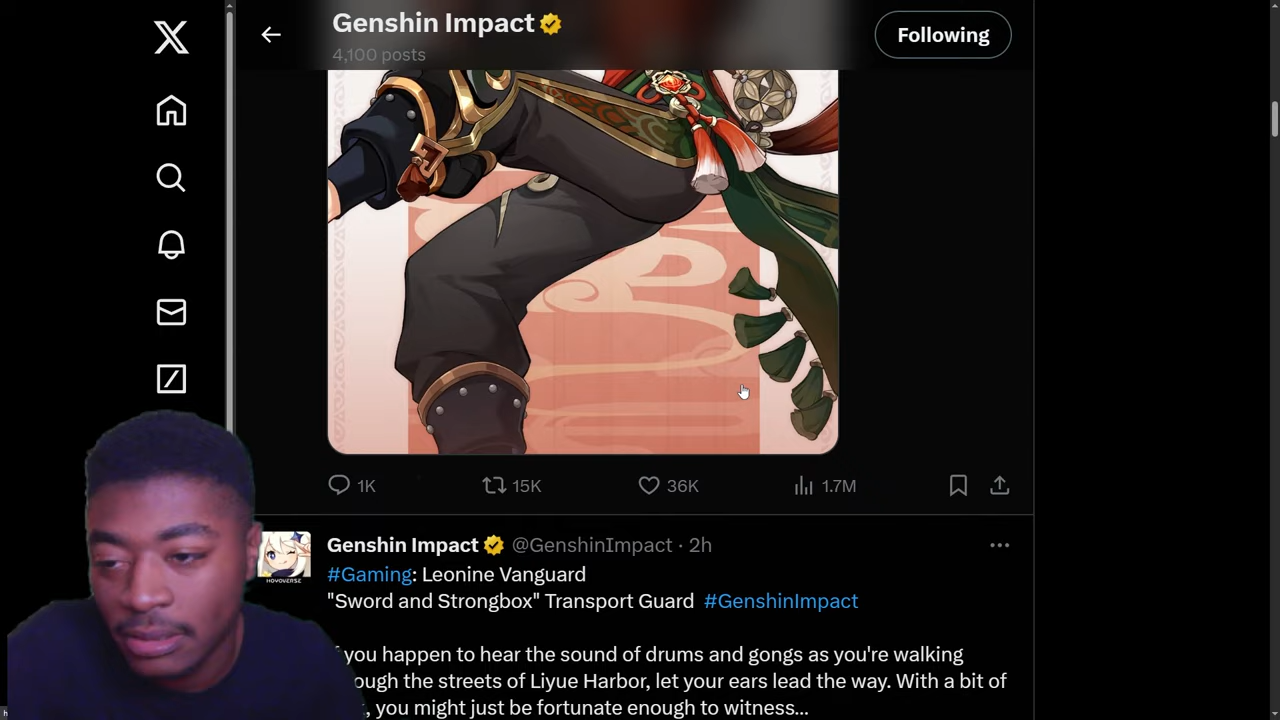 Genshin Impact
4,100 posts
Following
1K 15K 36K 1.7M
Genshin Impact @GenshinImpact · 2h
HOYOVERSE
#Gaming: Leonine Vanguard
"Sword and Strongbox" Transport Guard #GenshinImpact
you happen to hear the sound of drums and gongs as you're walking
ough the streets of Liyue Harbor, let your ears lead the way. With a bit of
, you might just be fortunate enough to witness...